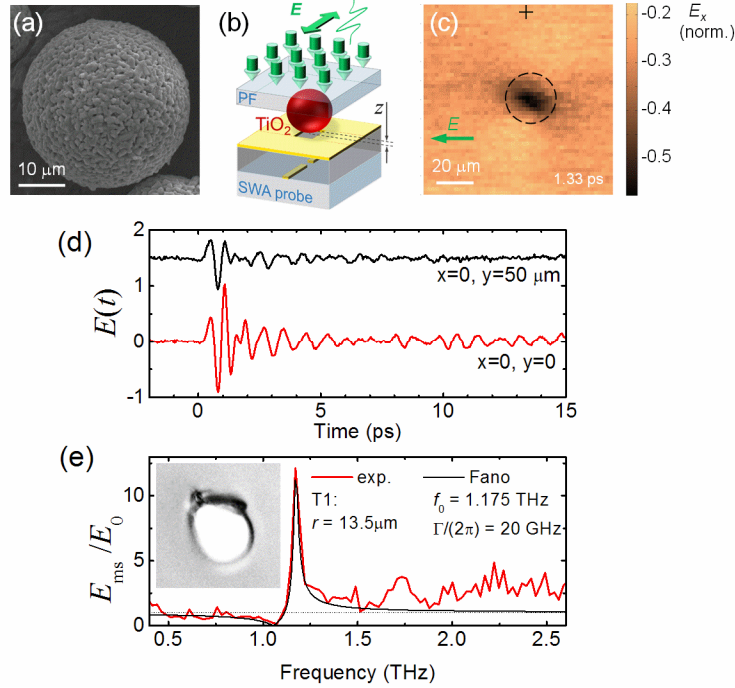 (a)
10 μm
(b)
E
PF
TiO2
z
SWA probe
(c)
E
20 μm
1.33 ps
-0.2
-0.3
-0.4
-0.5
Ex
(norm.)
(d)
2
1
0
-1
E(t)
x=0, y=50 μm
x=0, y=0
0
5
10
15
Time (ps)
(e)
10
5
0
Ems/E0
exp.
Fano
T1:
r = 13.5μm
f0 = 1.175 THz
Γ/(2π) = 20 GHz
0.5
1.0
1.5
2.0
2.5
Frequency (THz)